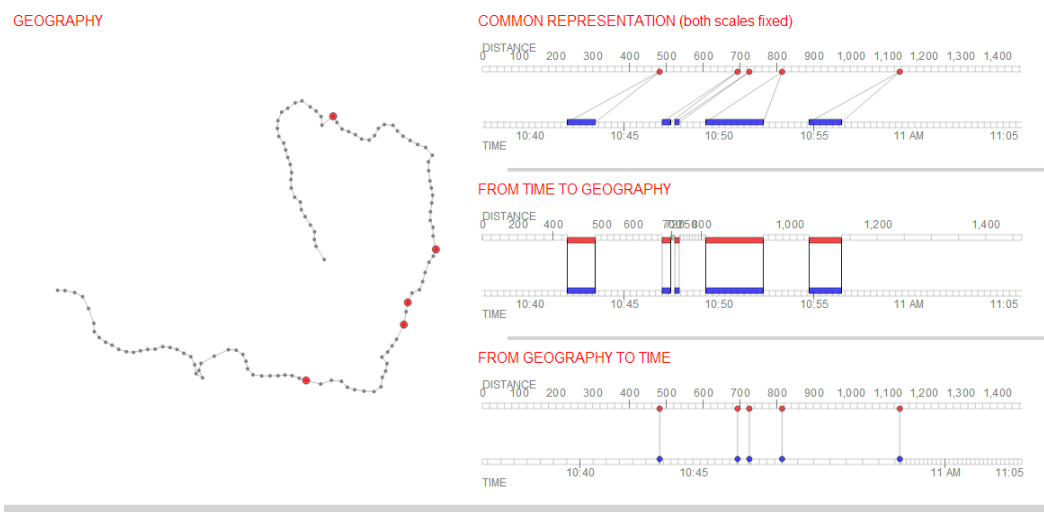 GEOGRAPHY
COMMON REPRESENTATION (both scales fixed)
DISTANCE
0 100 200 300 400 500 600 700 800 900 1,000 1,100 1,200 1,300 1,400
10:40 10:45 10:50 10:55 11 AM 11:05
TIME
FROM TIME TO GEOGRAPHY
DISTANCE
0 200 400 500 600 800 1,000 1,200 1,400
10:40 10:45 10:50 10:55 11 AM 11:05
TIME
FROM GEOGRAPHY TO TIME
DISTANCE
0 100 200 300 400 500 600 700 800 900 1,000 1,100 1,200 1,300 1,400
10:40 10:45 11 AM 11:05
TIME